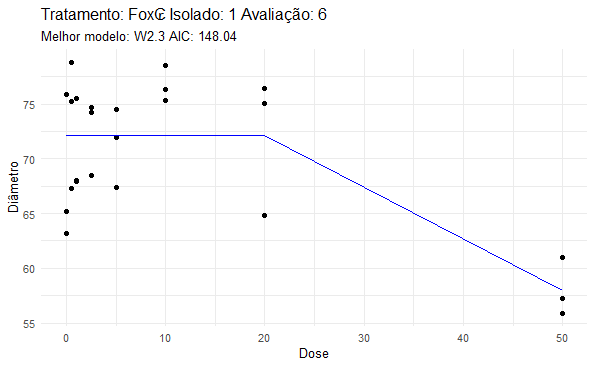 Tratamento: Fox₢ Isolado: 1 Avaliação: 6
Melhor modelo: W2.3 AIC: 148.04
Diâmetro
75
70
65
60
55
0 10 20 30 40 50
Dose